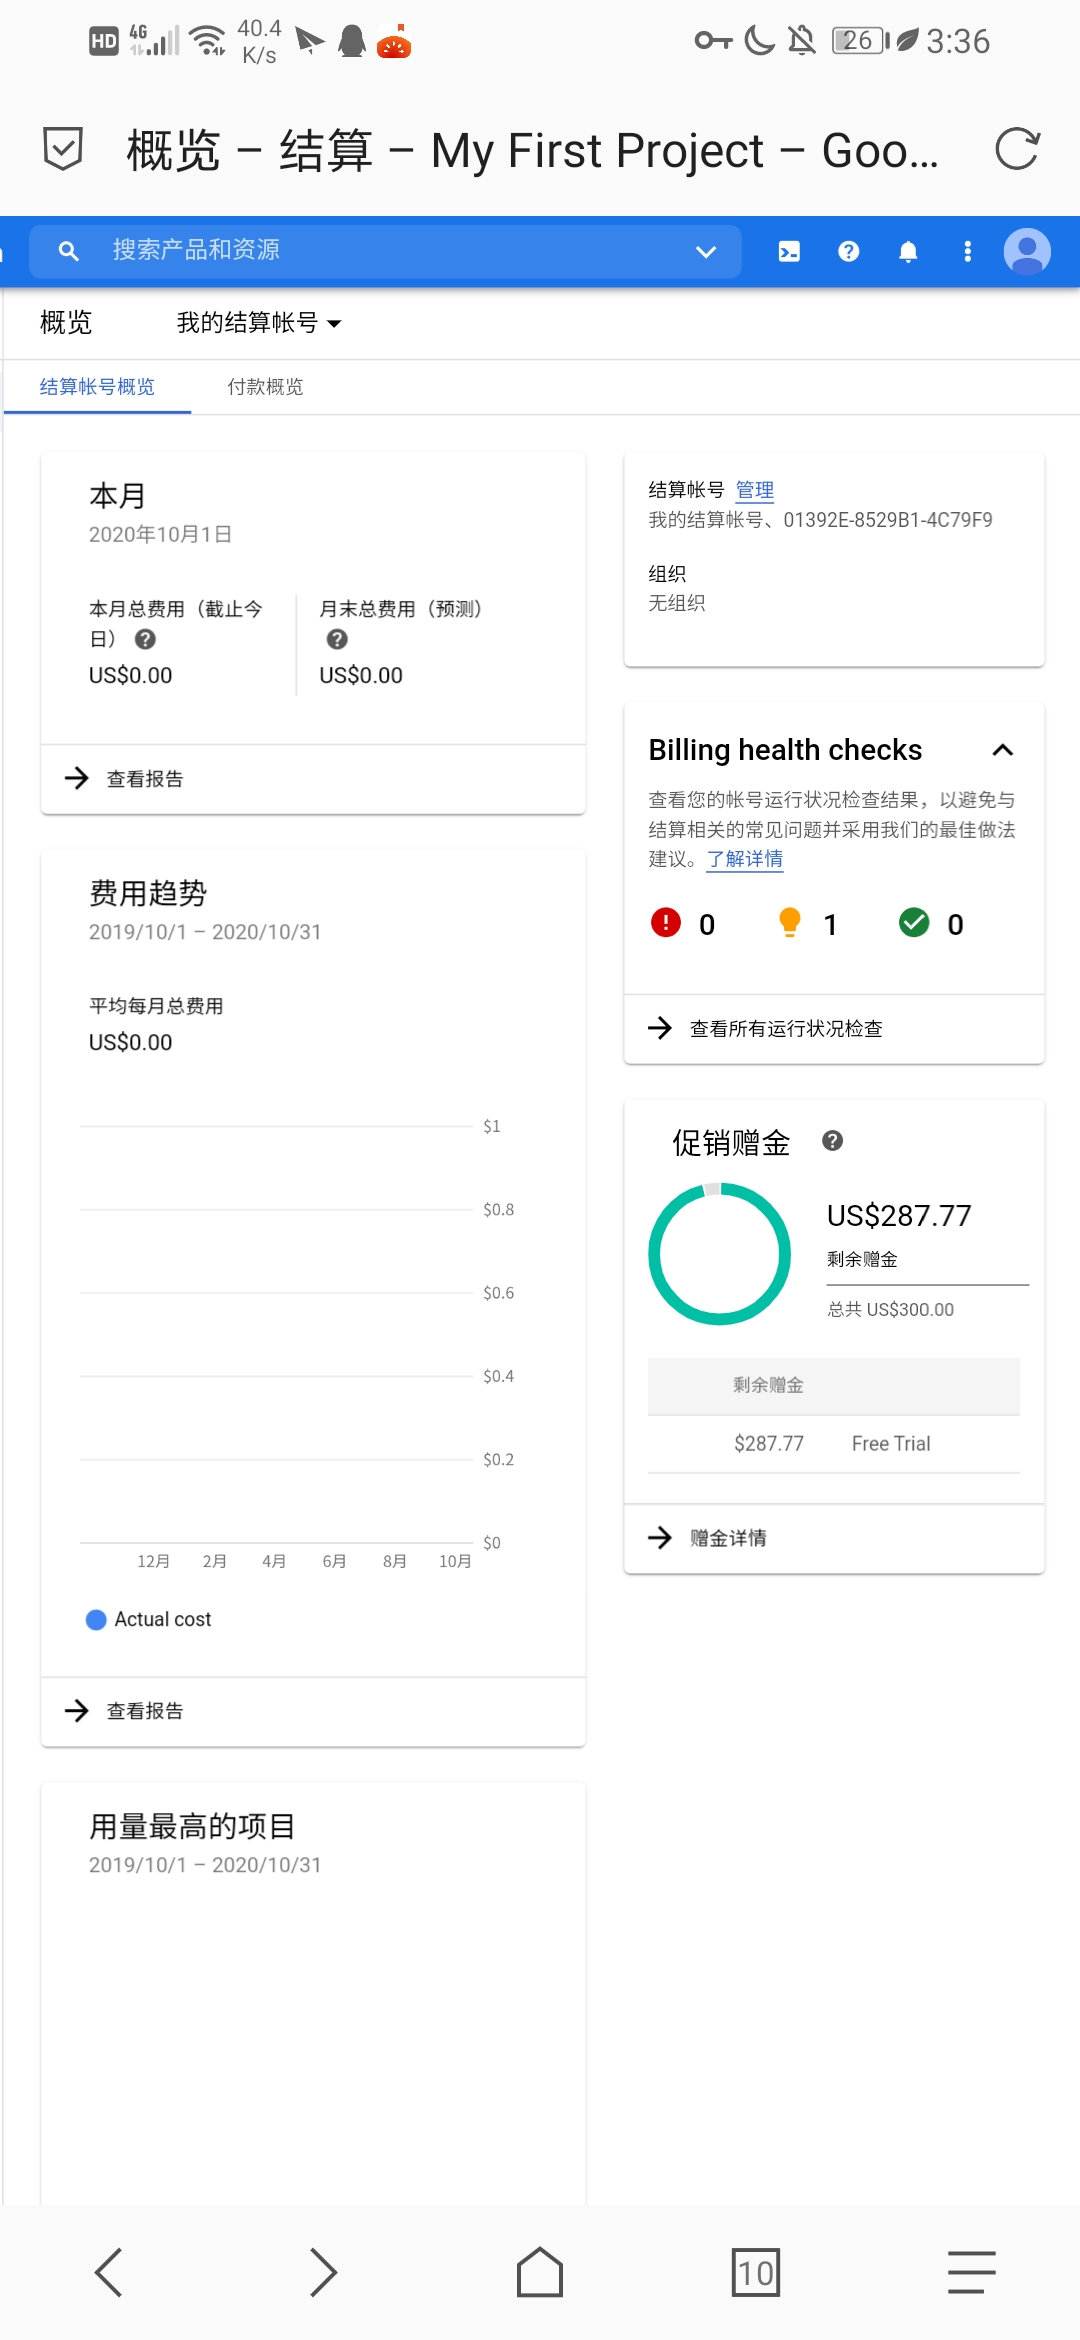 HD 4G 40.4 K/s 26 3:36
概览 – 结算 – My First Project – Goo...
搜索产品和资源
概览 我的结算帐号
结算帐号概览 付款概览
本月
2020年10月1日
本月总费用（截止今
日）
US$0.00
月末总费用（预测）
US$0.00
查看报告
结算帐号 管理
我的结算帐号、01392E-8529B1-4C79F9
组织
无组织
Billing health checks
查看您的帐号运行状况检查结果，以避免与
结算相关的常见问题并采用我们的最佳做法
建议。了解详情
0 1 0
查看所有运行状况检查
费用趋势
2019/10/1 – 2020/10/31
平均每月总费用
US$0.00
$1
$0.8
$0.6
$0.4
$0.2
$0
12月 2月 4月 6月 8月 10月
Actual cost
查看报告
促销赠金
US$287.77
剩余赠金
总共 US$300.00
剩余赠金
$287.77 Free Trial
赠金详情
用量最高的项目
2019/10/1 – 2020/10/31
10